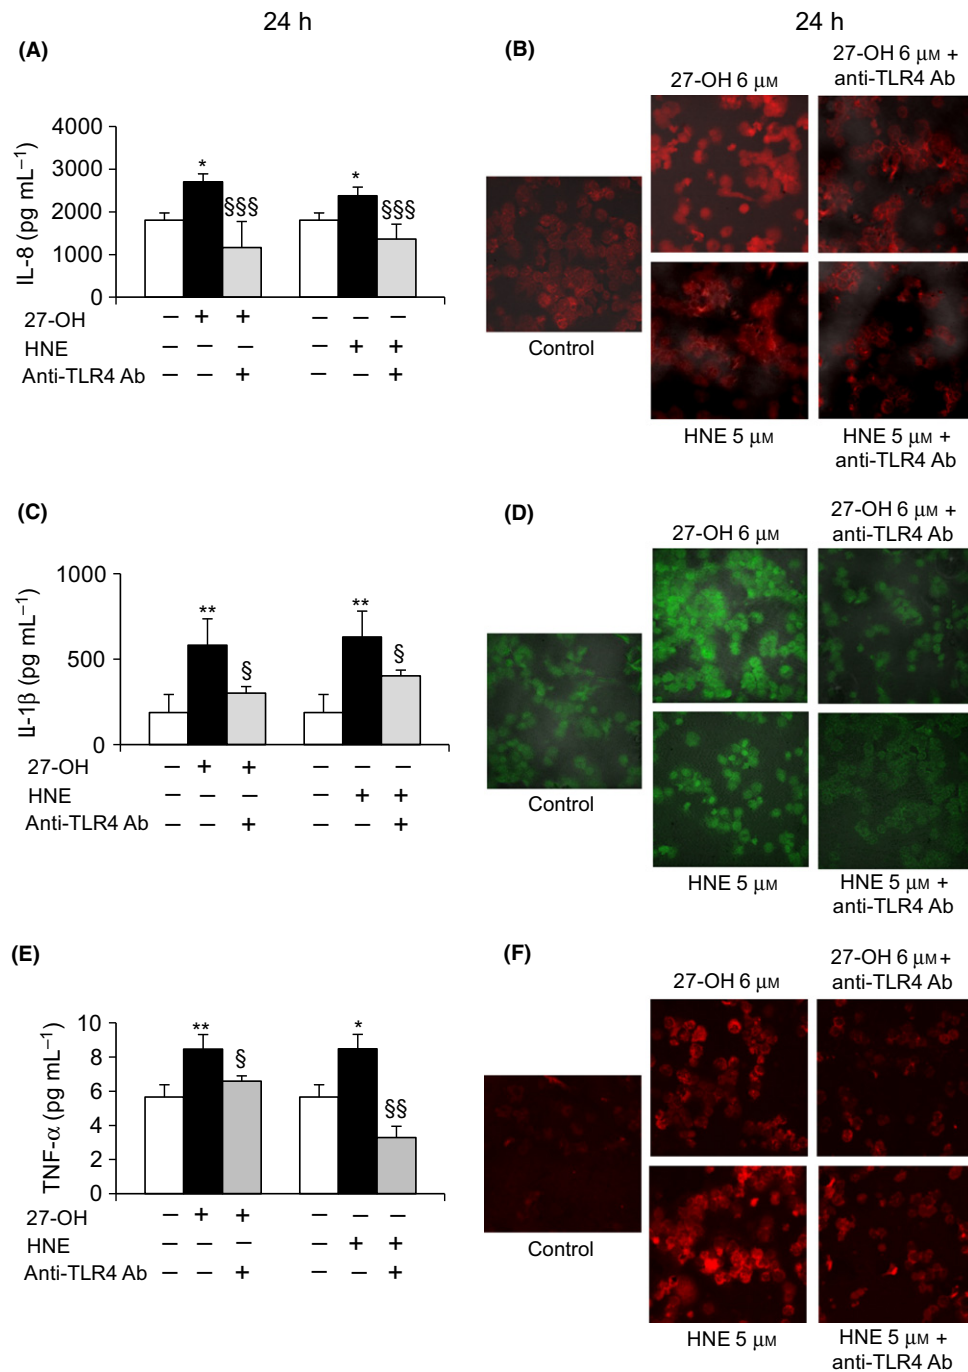 24 h
24 h
(A)
IL-8 (pg mL⁻¹)
4000
3000
2000
1000
0
*
§§§
*
§§§
27-OH – + + – – –
HNE – – – – + +
Anti-TLR4 Ab – – + – – +
(B)
27-OH 6 µM
27-OH 6 µM +
anti-TLR4 Ab
Control
HNE 5 µM
HNE 5 µM +
anti-TLR4 Ab
(C)
IL-1β (pg mL⁻¹)
1000
500
0
**
§
**
§
27-OH – + + – – –
HNE – – – – + +
Anti-TLR4 Ab – – + – – +
(D)
27-OH 6 µM
27-OH 6 µM +
anti-TLR4 Ab
Control
HNE 5 µM
HNE 5 µM +
anti-TLR4 Ab
(E)
TNF-α (pg mL⁻¹)
10
8
6
4
2
0
**
§
*
§§
27-OH – + + – – –
HNE – – – – + +
Anti-TLR4 Ab – – + – – +
(F)
27-OH 6 µM
27-OH 6 µM+
anti-TLR4 Ab
Control
HNE 5 µM
HNE 5 µM +
anti-TLR4 Ab